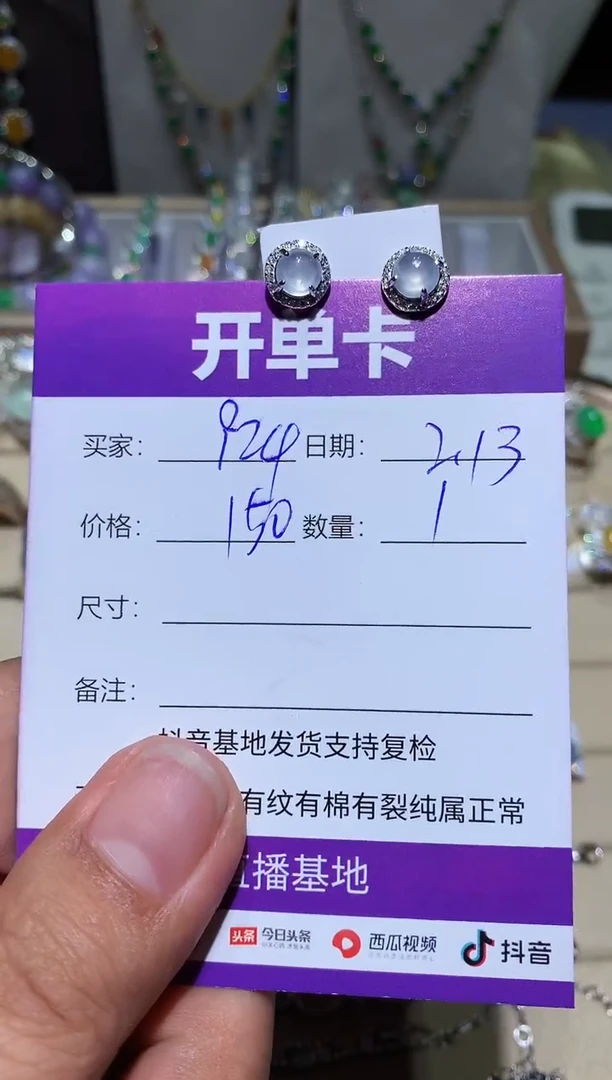 开单卡
买家: 924 日期: 2.13
价格: 150 数量: 1
尺寸:
备注:
抖音基地发货支持复检
有纹有棉有裂纯属正常
直播基地
头条 今日头条 西瓜视频 抖音